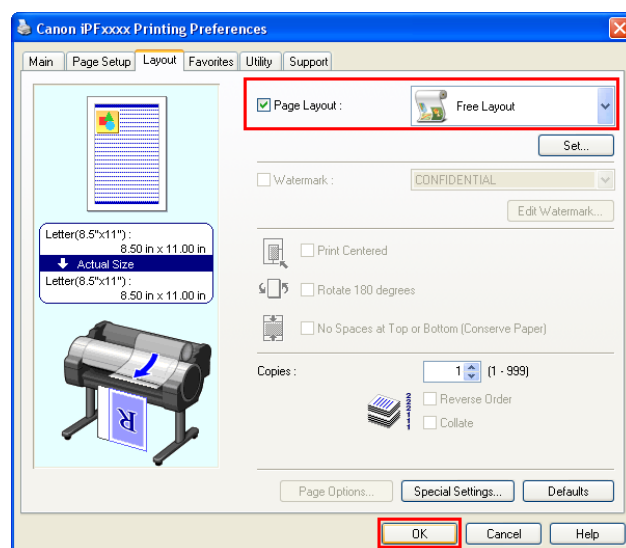 Canon iPFxxxx Printing Preferences
Main Page Setup Layout Favorites Utility Support
Page Layout : Free Layout
Set...
Watermark : CONFIDENTIAL
Edit Watermark...
Letter(8.5"x11") :
8.50 in x 11.00 in
Actual Size
Letter(8.5"x11") :
8.50 in x 11.00 in
Print Centered
Rotate 180 degrees
No Spaces at Top or Bottom (Conserve Paper)
Copies : 1 (1 - 999)
Reverse Order
Collate
R
Page Options... Special Settings... Defaults
OK Cancel Help